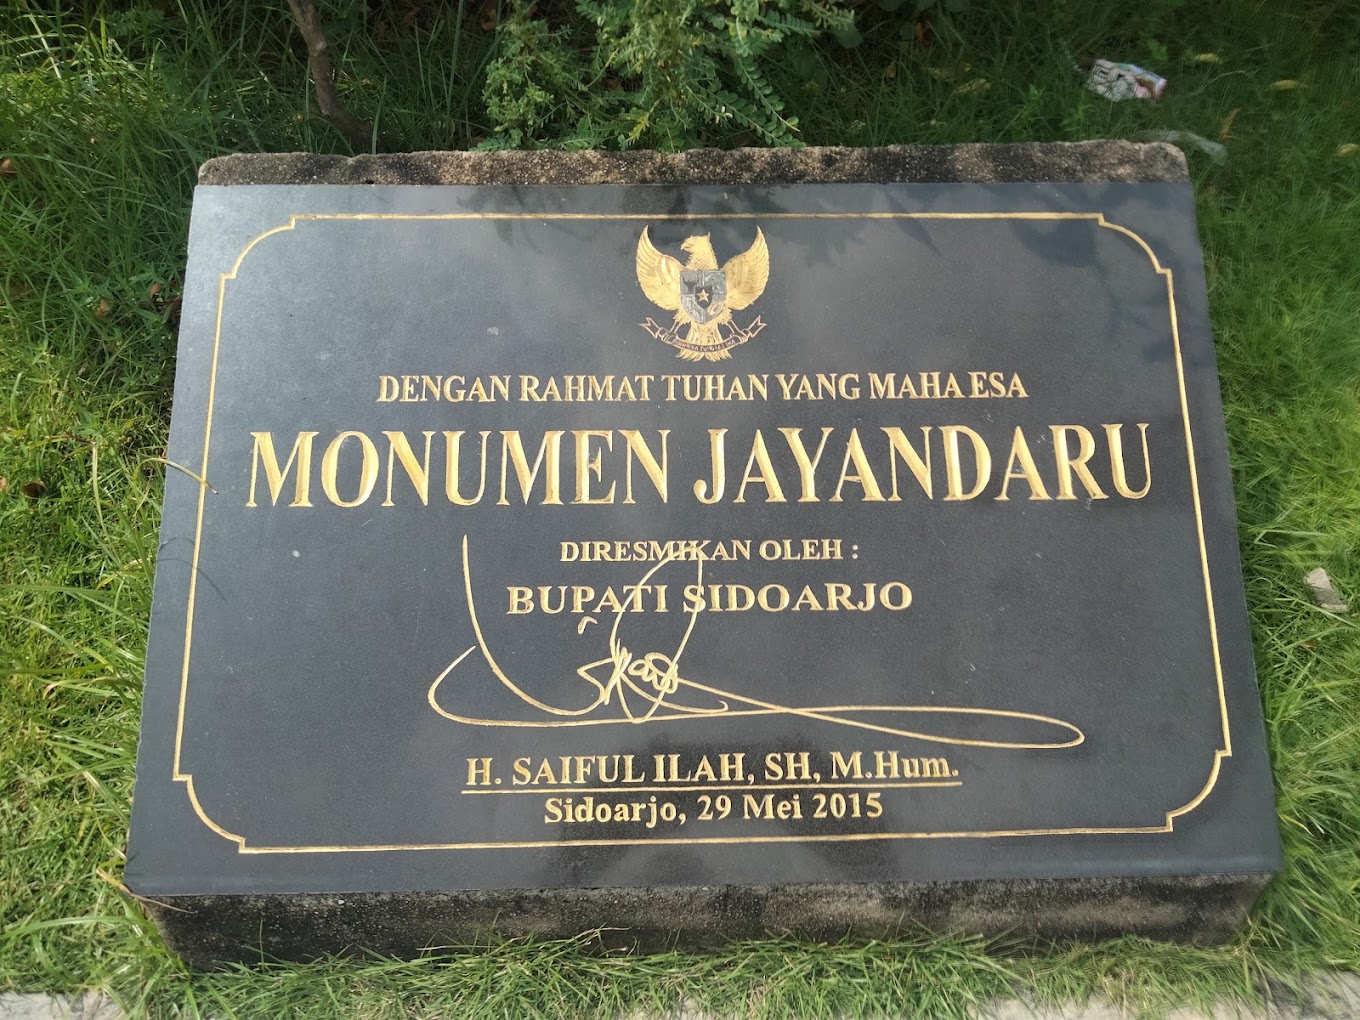 DENGAN RAHMAT TUHAN YANG MAHA ESA
MONUMEN JAYANDARU
DIRESMIKAN OLEH :
BUPATI SIDOARJO
H. SAIFUL ILAH, SH, M.Hum.
Sidoarjo, 29 Mei 2015